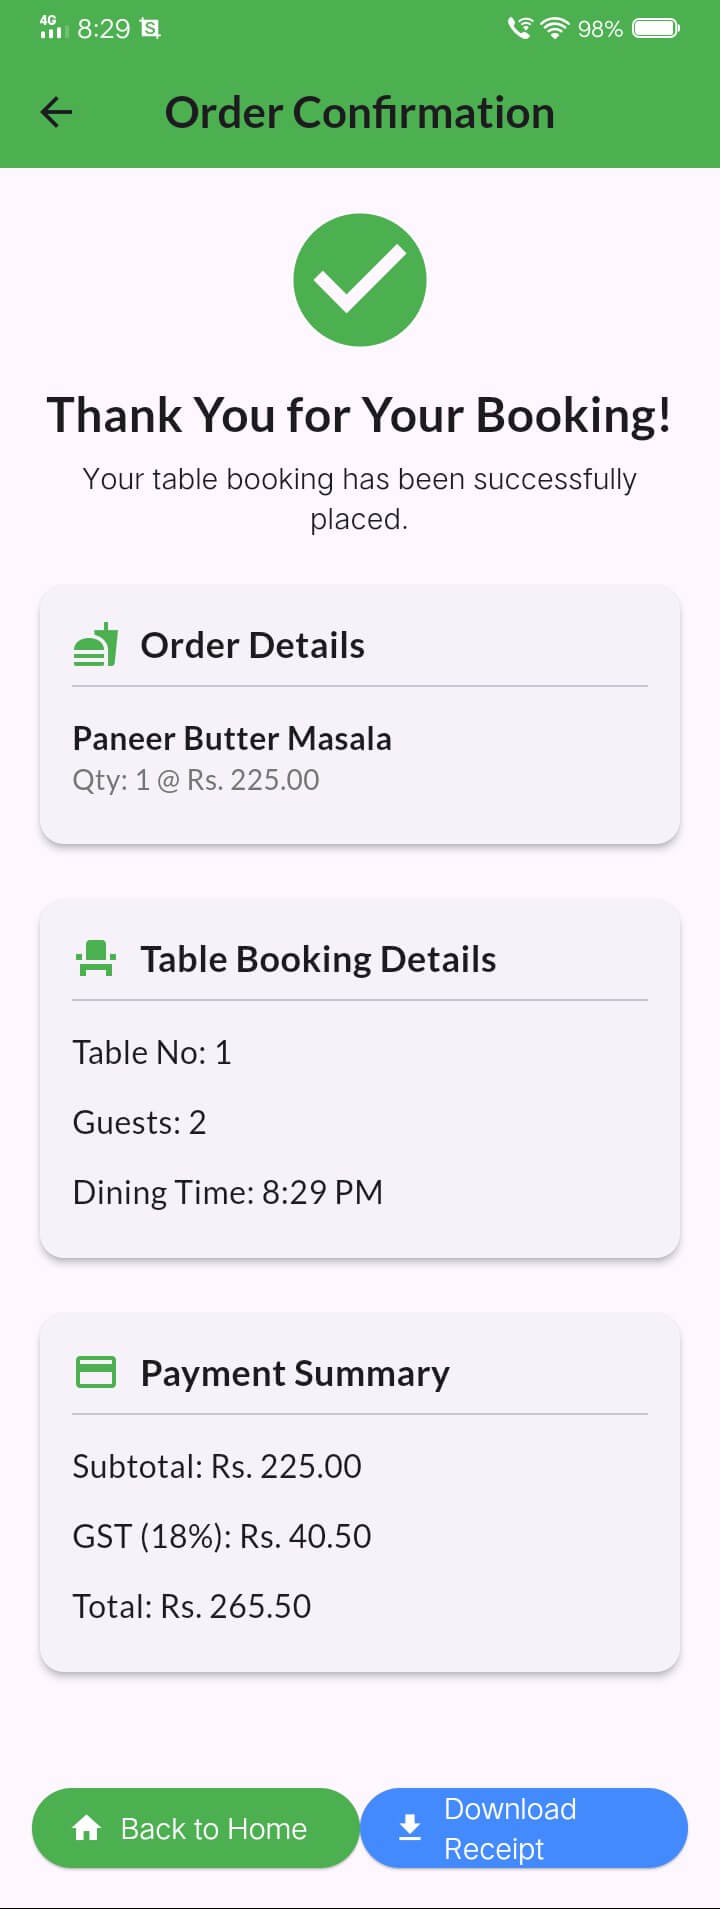 4G
8:29
98%
Order Confirmation
Thank You for Your Booking!
Your table booking has been successfully
placed.
Order Details
Paneer Butter Masala
Qty: 1 @ Rs. 225.00
Table Booking Details
Table No: 1
Guests: 2
Dining Time: 8:29 PM
Payment Summary
Subtotal: Rs. 225.00
GST (18%): Rs. 40.50
Total: Rs. 265.50
Back to Home
Download
Receipt